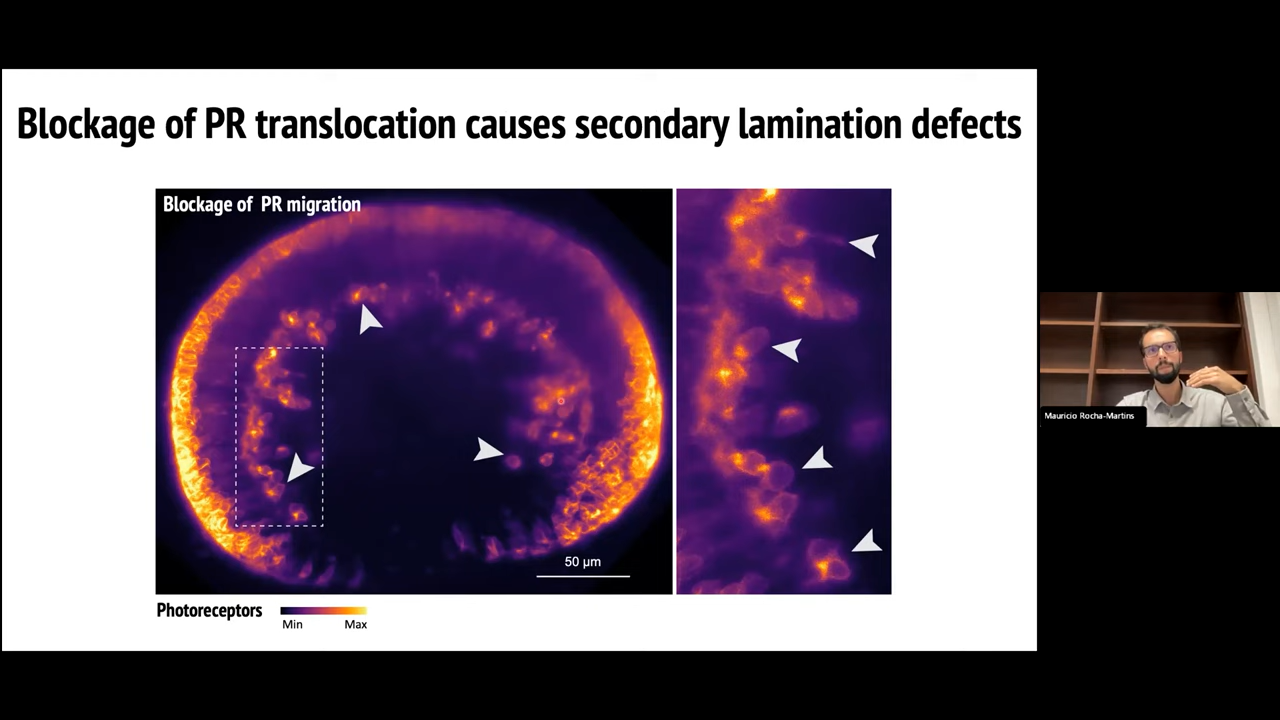 Blockage of PR translocation causes secondary lamination defects
Blockage of PR migration
50 µm
Photoreceptors
Min Max
Mauricio Rocha-Martins